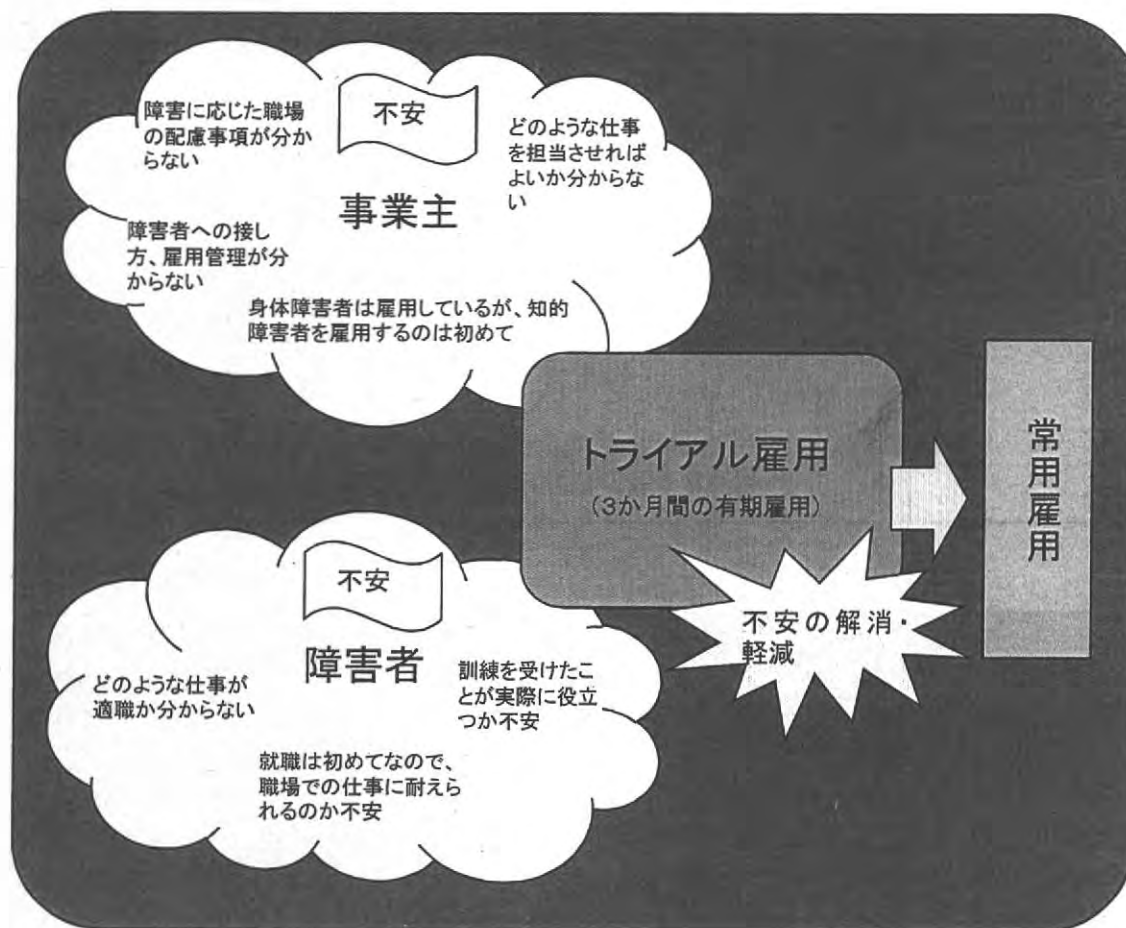 障害に応じた職場
の配慮事項が分か
らない
不安
どのような仕事
を担当させれば
よいか分からな
い
事業主
障害者への接し
方、雇用管理が分
からない
身体障害者は雇用しているが、知的
障害者を雇用するのは初めて
トライアル雇用
（３か月間の有期雇用）
常用雇用
不安の解消・
軽減
不安
障害者
どのような仕事が
適職か分からない
訓練を受けたこ
とが実際に役立
つか不安
就職は初めてなので、
職場での仕事に耐えら
れるのか不安